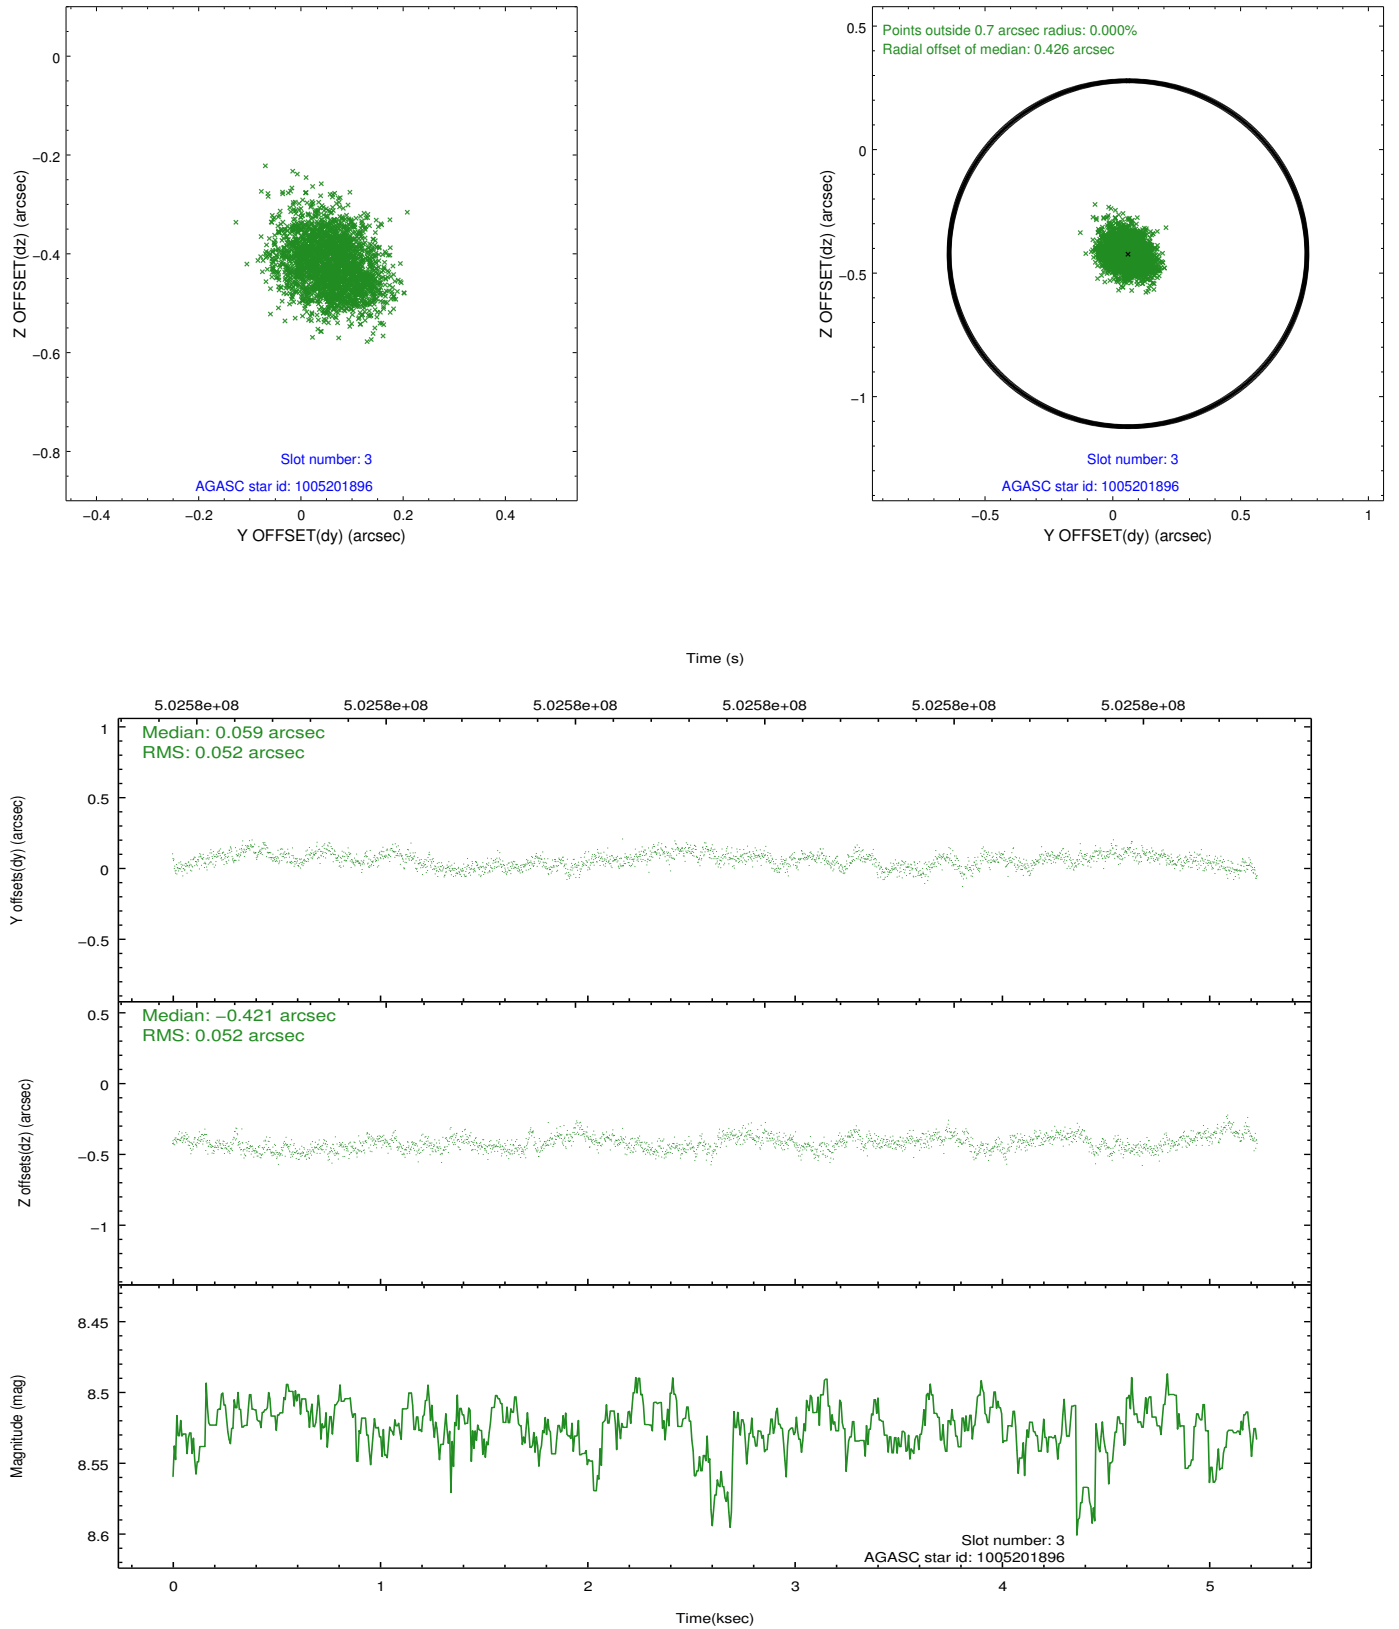 0
−0.2
−0.4
−0.6
−0.8
Z OFFSET(dz) (arcsec)
Slot number: 3
AGASC star id: 1005201896
−0.4
−0.2
0
0.2
0.4
Y OFFSET(dy) (arcsec)
Points outside 0.7 arcsec radius: 0.000%
Radial offset of median: 0.426 arcsec
0.5
0
−0.5
−1
Z OFFSET(dz) (arcsec)
Slot number: 3
AGASC star id: 1005201896
−0.5
0
0.5
1
Y OFFSET(dy) (arcsec)
Time (s)
5.0258e+08
5.0258e+08
5.0258e+08
5.0258e+08
5.0258e+08
5.0258e+08
Median: 0.059 arcsec
RMS: 0.052 arcsec
1
0.5
0
−0.5
Y offsets(dy) (arcsec)
Median: −0.421 arcsec
RMS: 0.052 arcsec
0.5
0
−0.5
−1
Z offsets(dz) (arcsec)
8.45
8.5
8.55
8.6
Magnitude (mag)
Slot number: 3
AGASC star id: 1005201896
0
1
2
3
4
5
Time(ksec)